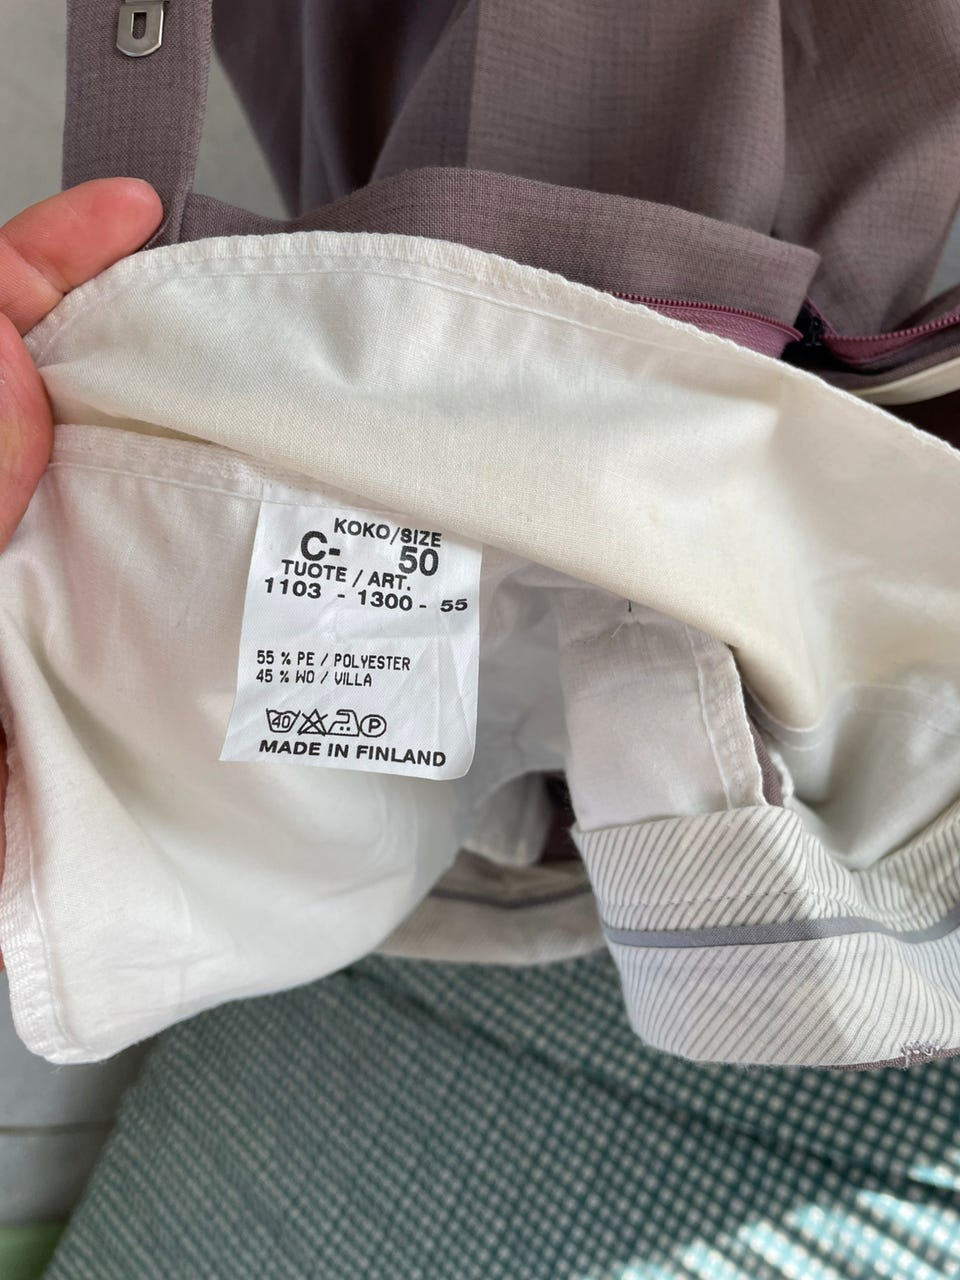 KOKO/SIZE
C- 50
TUOTE / ART.
1103 - 1300 - 55
55 % PE / POLYESTER
45 % WO / VILLA
40 P
MADE IN FINLAND